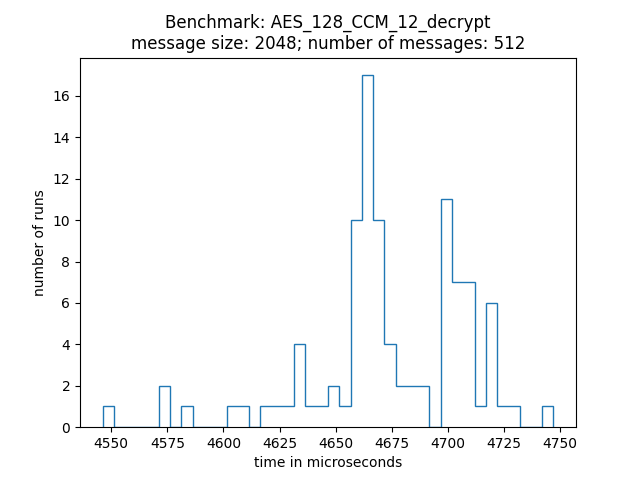 Benchmark: AES_128_CCM_12_decrypt
message size: 2048; number of messages: 512
number of runs
16
14
12
10
8
6
4
2
0
4550 4575 4600 4625 4650 4675 4700 4725 4750
time in microseconds